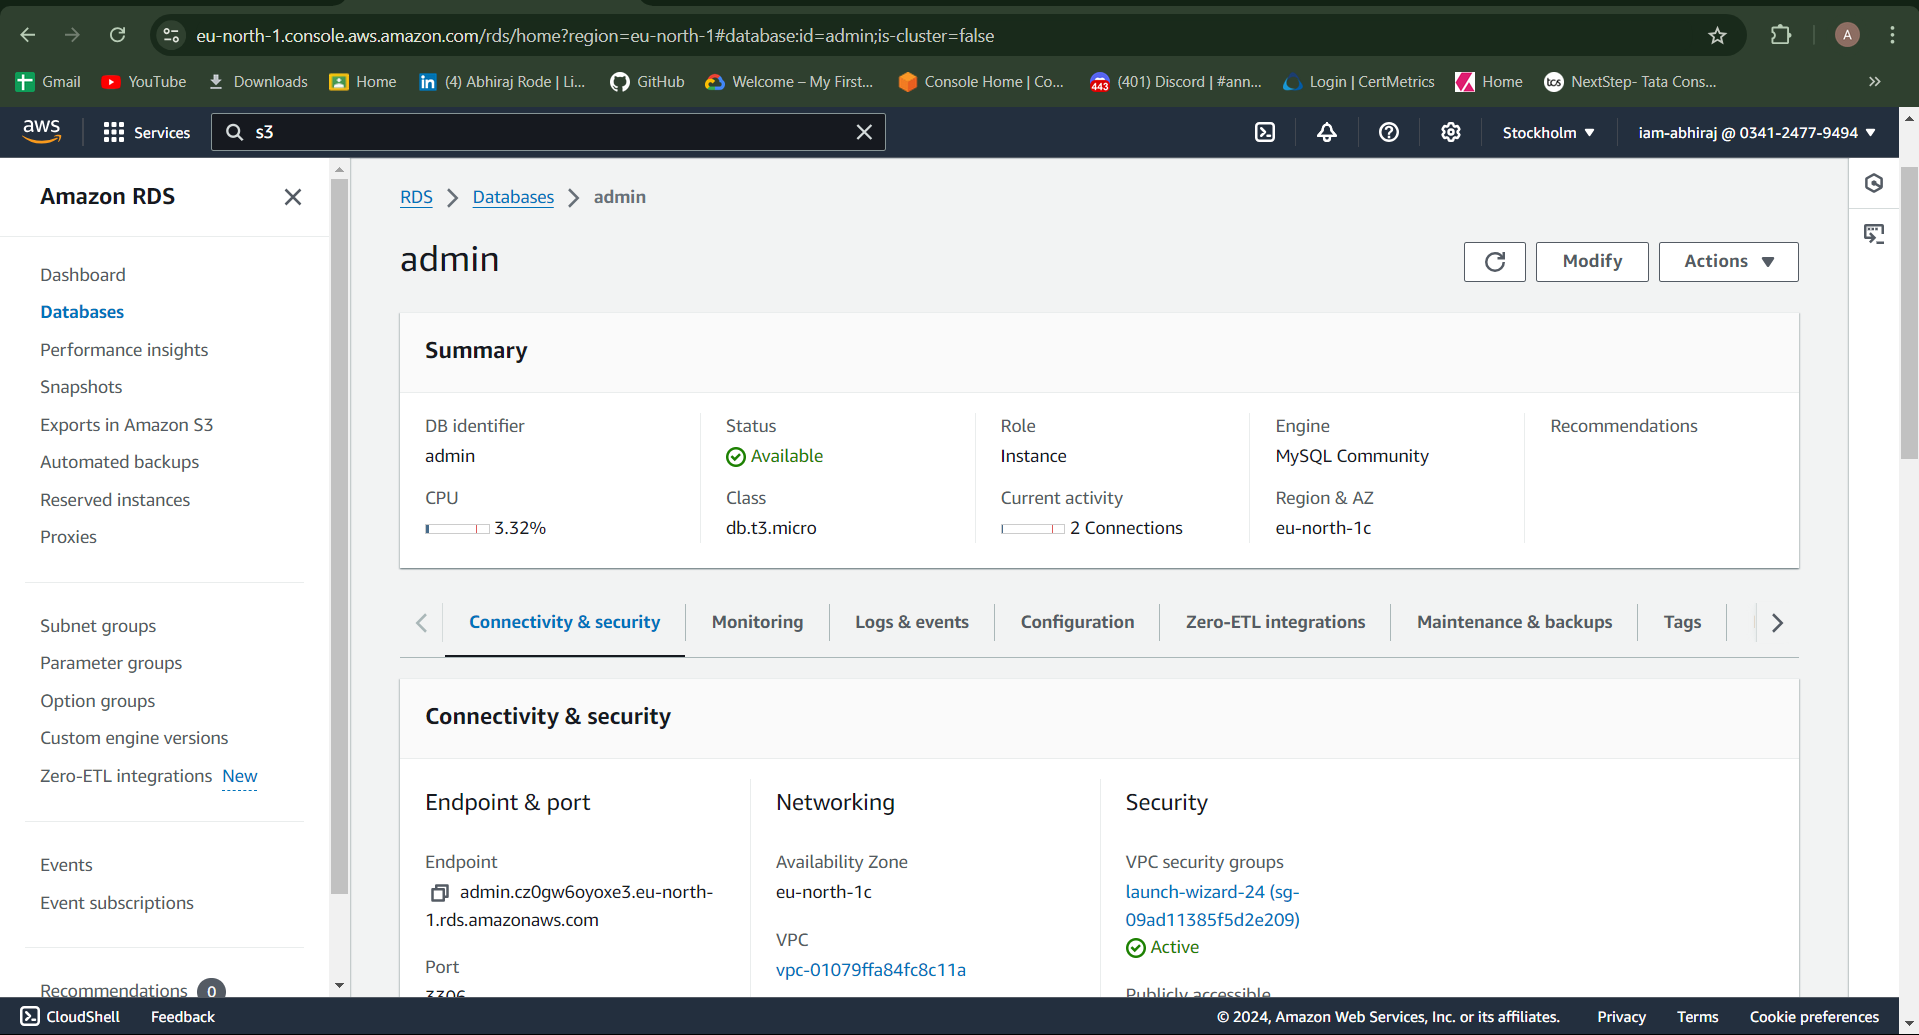 eu-north-1.console.aws.amazon.com/rds/home?region=eu-north-1#database:id=admin;is-cluster=false
A
Gmail
YouTube
Downloads
Home
in
(4) Abhiraj Rode | Li...
GitHub
Welcome – My First...
Console Home | Co...
443
(401) Discord | #ann...
Login | CertMetrics
Home
tcs
NextStep- Tata Cons...
aws
Services
s3
Stockholm
iam-abhiraj @ 0341-2477-9494
Amazon RDS
Dashboard
Databases
Performance insights
Snapshots
Exports in Amazon S3
Automated backups
Reserved instances
Proxies
Subnet groups
Parameter groups
Option groups
Custom engine versions
Zero-ETL integrations New
Events
Event subscriptions
Recommendations 0
RDS
Databases
admin
admin
Modify
Actions
Summary
DB identifier
admin
CPU
3.32%
Status
Available
Class
db.t3.micro
Role
Instance
Current activity
2 Connections
Engine
MySQL Community
Region & AZ
eu-north-1c
Recommendations
Connectivity & security
Monitoring
Logs & events
Configuration
Zero-ETL integrations
Maintenance & backups
Tags
Connectivity & security
Endpoint & port
Endpoint
admin.cz0gw6oyoxe3.eu-north-
1.rds.amazonaws.com
Port
3306
Networking
Availability Zone
eu-north-1c
VPC
vpc-01079ffa84fc8c11a
Security
VPC security groups
launch-wizard-24 (sg-
09ad11385f5d2e209)
Active
Publicly accessible
CloudShell
Feedback
© 2024, Amazon Web Services, Inc. or its affiliates.
Privacy
Terms
Cookie preferences